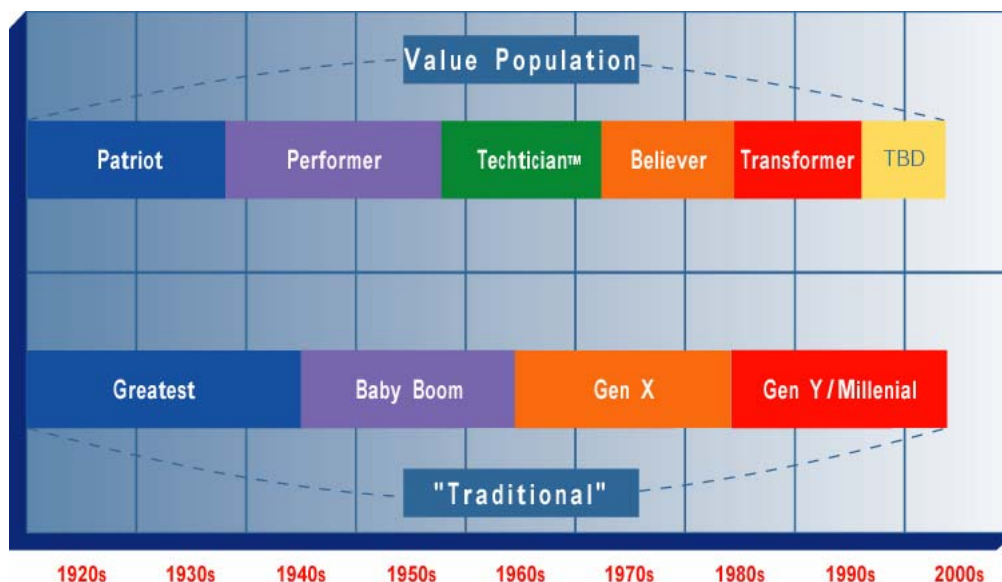 Value Population
Patriot Performer Techtician™ Believer Transformer TBD
Greatest Baby Boom Gen X Gen Y / Millenial
"Traditional"
1920s 1930s 1940s 1950s 1960s 1970s 1980s 1990s 2000s